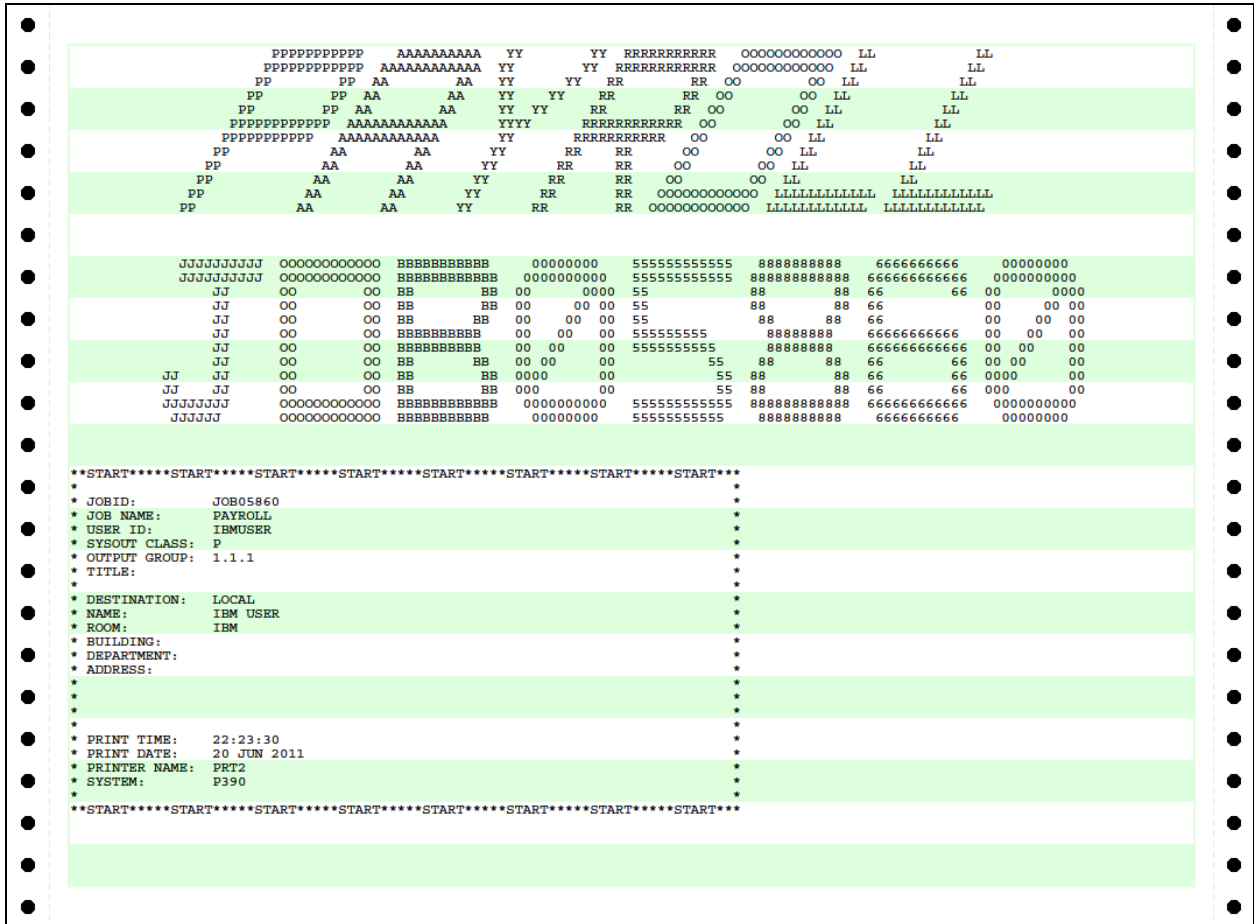 PAYROLL
JOB05860
**START*****START*****START*****START*****START*****START*****START*****START***
* *
* JOBID: JOB05860 *
* JOB NAME: PAYROLL *
* USER ID: IBMUSER *
* SYSOUT CLASS: P *
* OUTPUT GROUP: 1.1.1 *
* TITLE: *
* *
* DESTINATION: LOCAL *
* NAME: IBM USER *
* ROOM: IBM *
* BUILDING: *
* DEPARTMENT: *
* ADDRESS: *
* *
* *
* *
* *
* PRINT TIME: 22:23:30 *
* PRINT DATE: 20 JUN 2011 *
* PRINTER NAME: PRT2 *
* SYSTEM: P390 *
* *
**START*****START*****START*****START*****START*****START*****START*****START***